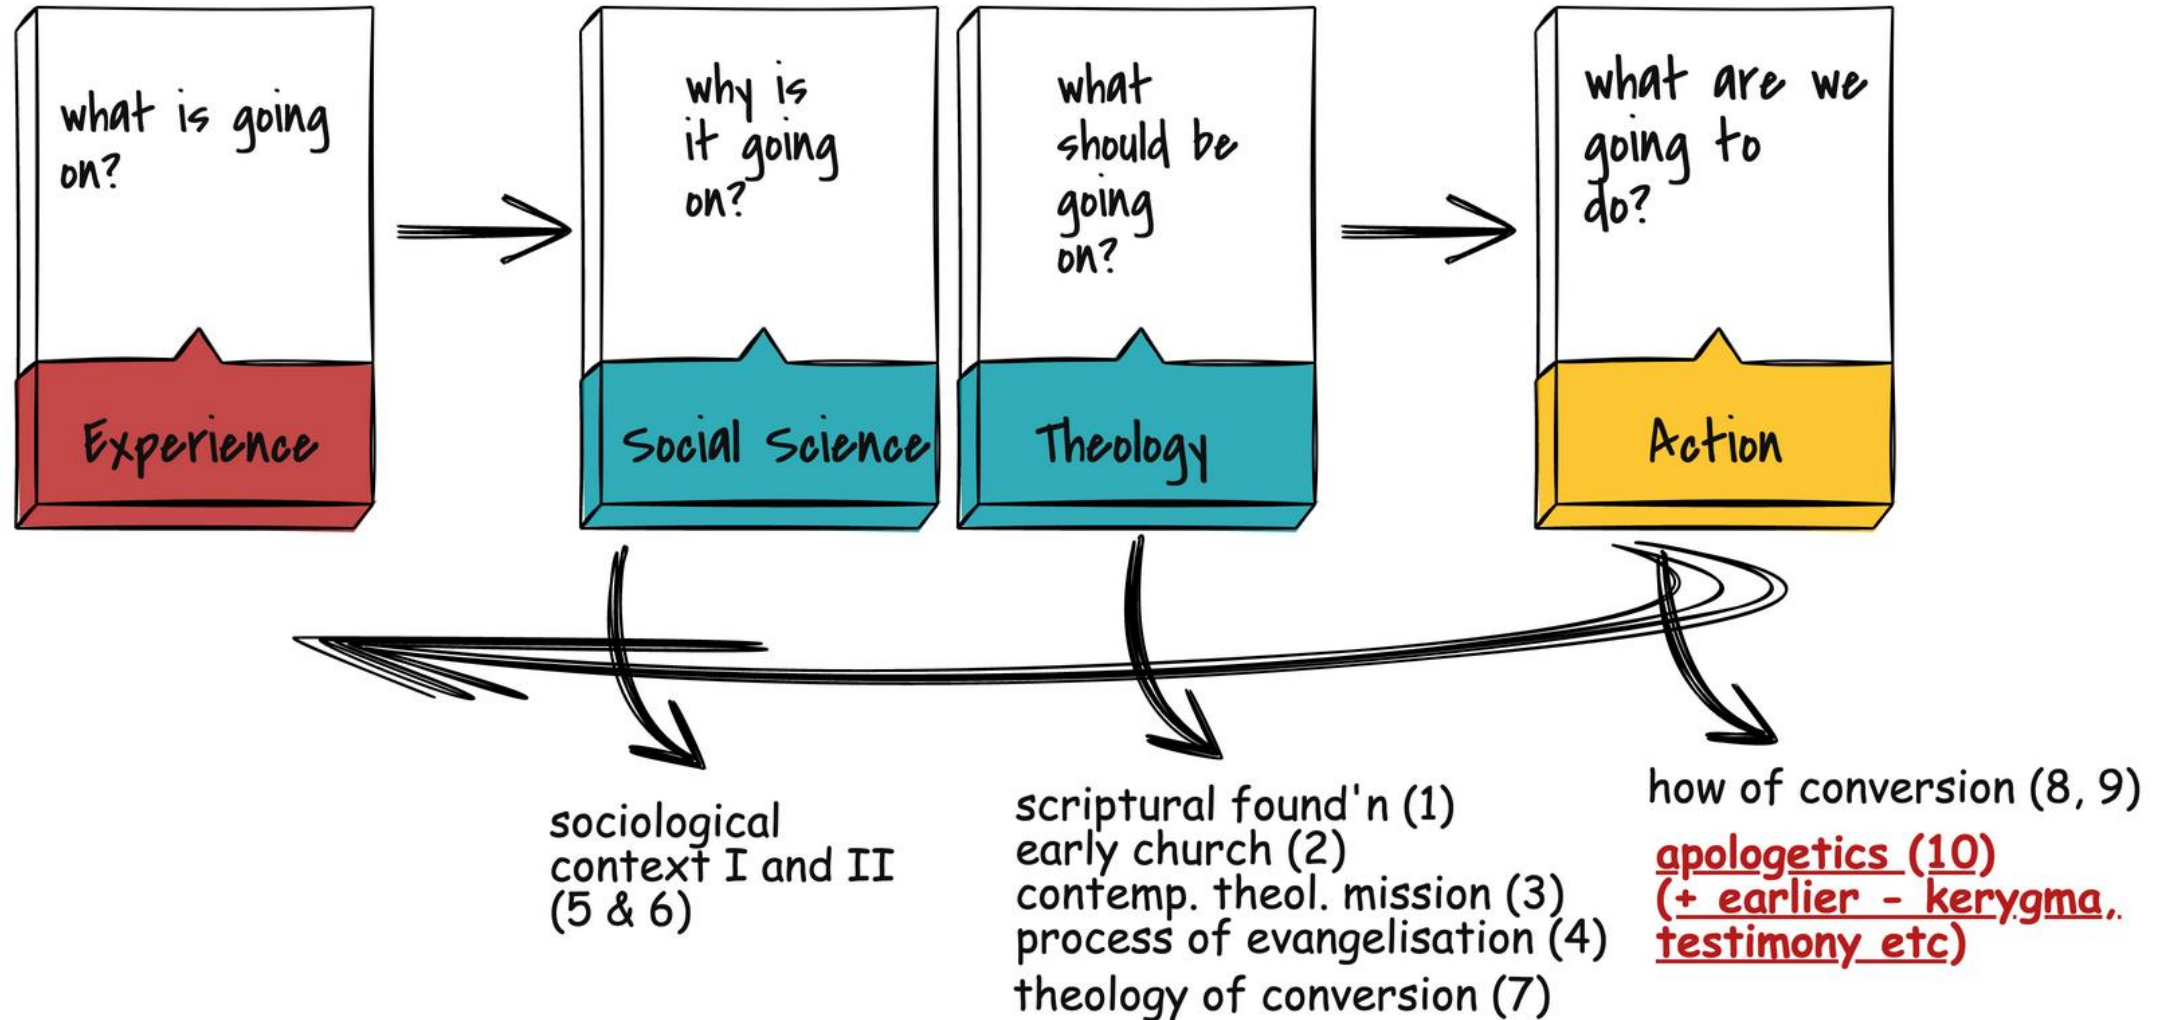 what is going
on?
Experience
why is
it going
on?
Social Science
what
should be
going
on?
Theology
what are we
going to
do?
Action
sociological
context I and II
(5 & 6)
scriptural found'n (1)
early church (2)
contemp. theol. mission (3)
process of evangelisation (4)
theology of conversion (7)
how of conversion (8, 9)
apologetics (10)
(+ earlier - kerygma,
testimony etc)